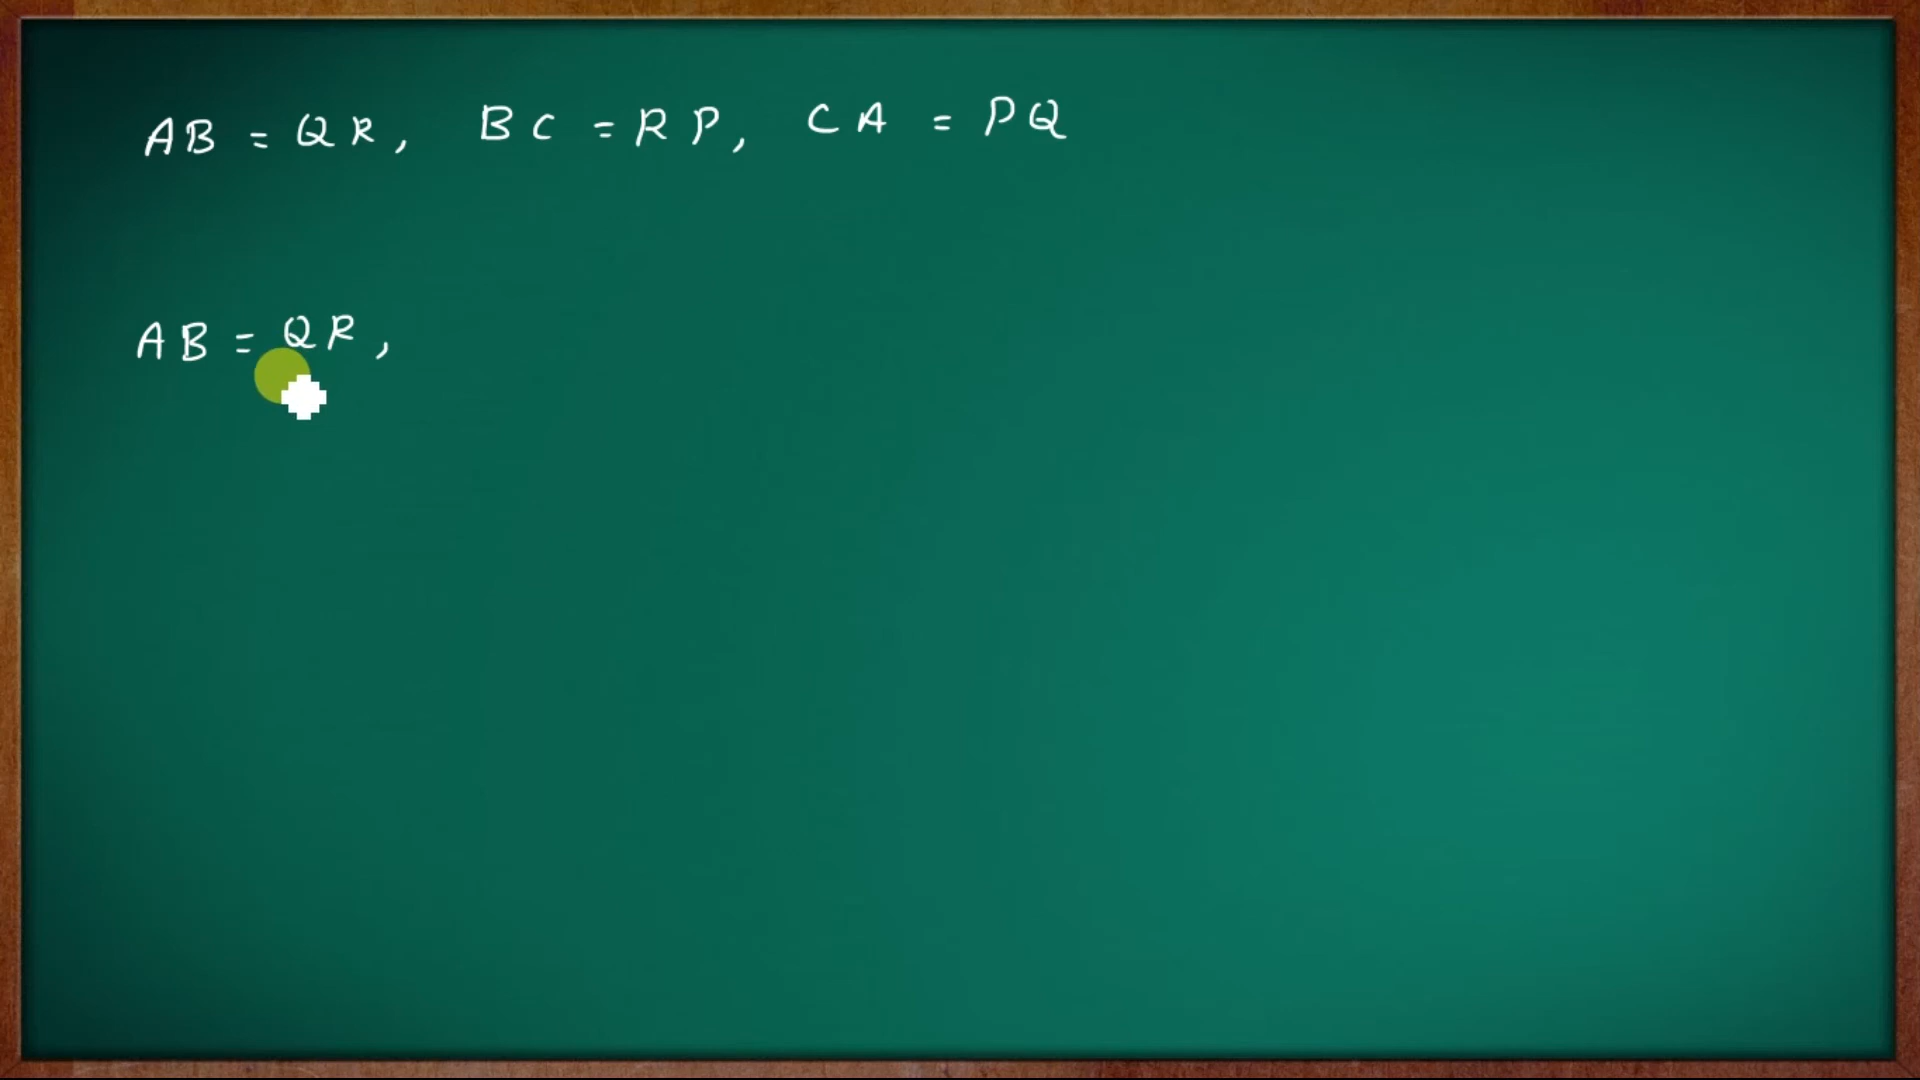 AB = QR, BC = RP, CA = PQ
AB = QR,